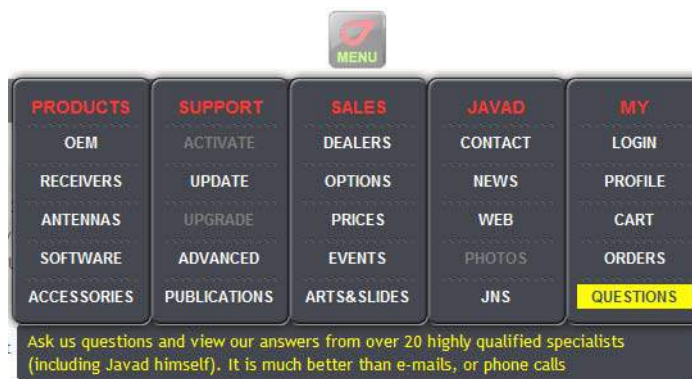 MENU
PRODUCTS SUPPORT SALES JAVAD MY
OEM ACTIVATE DEALERS CONTACT LOGIN
RECEIVERS UPDATE OPTIONS NEWS PROFILE
ANTENNAS UPGRADE PRICES WEB CART
SOFTWARE ADVANCED EVENTS PHOTOS ORDERS
ACCESSORIES PUBLICATIONS ARTS&SLIDES JNS QUESTIONS
Ask us questions and view our answers from over 20 highly qualified specialists
(including Javad himself). It is much better than e-mails, or phone calls